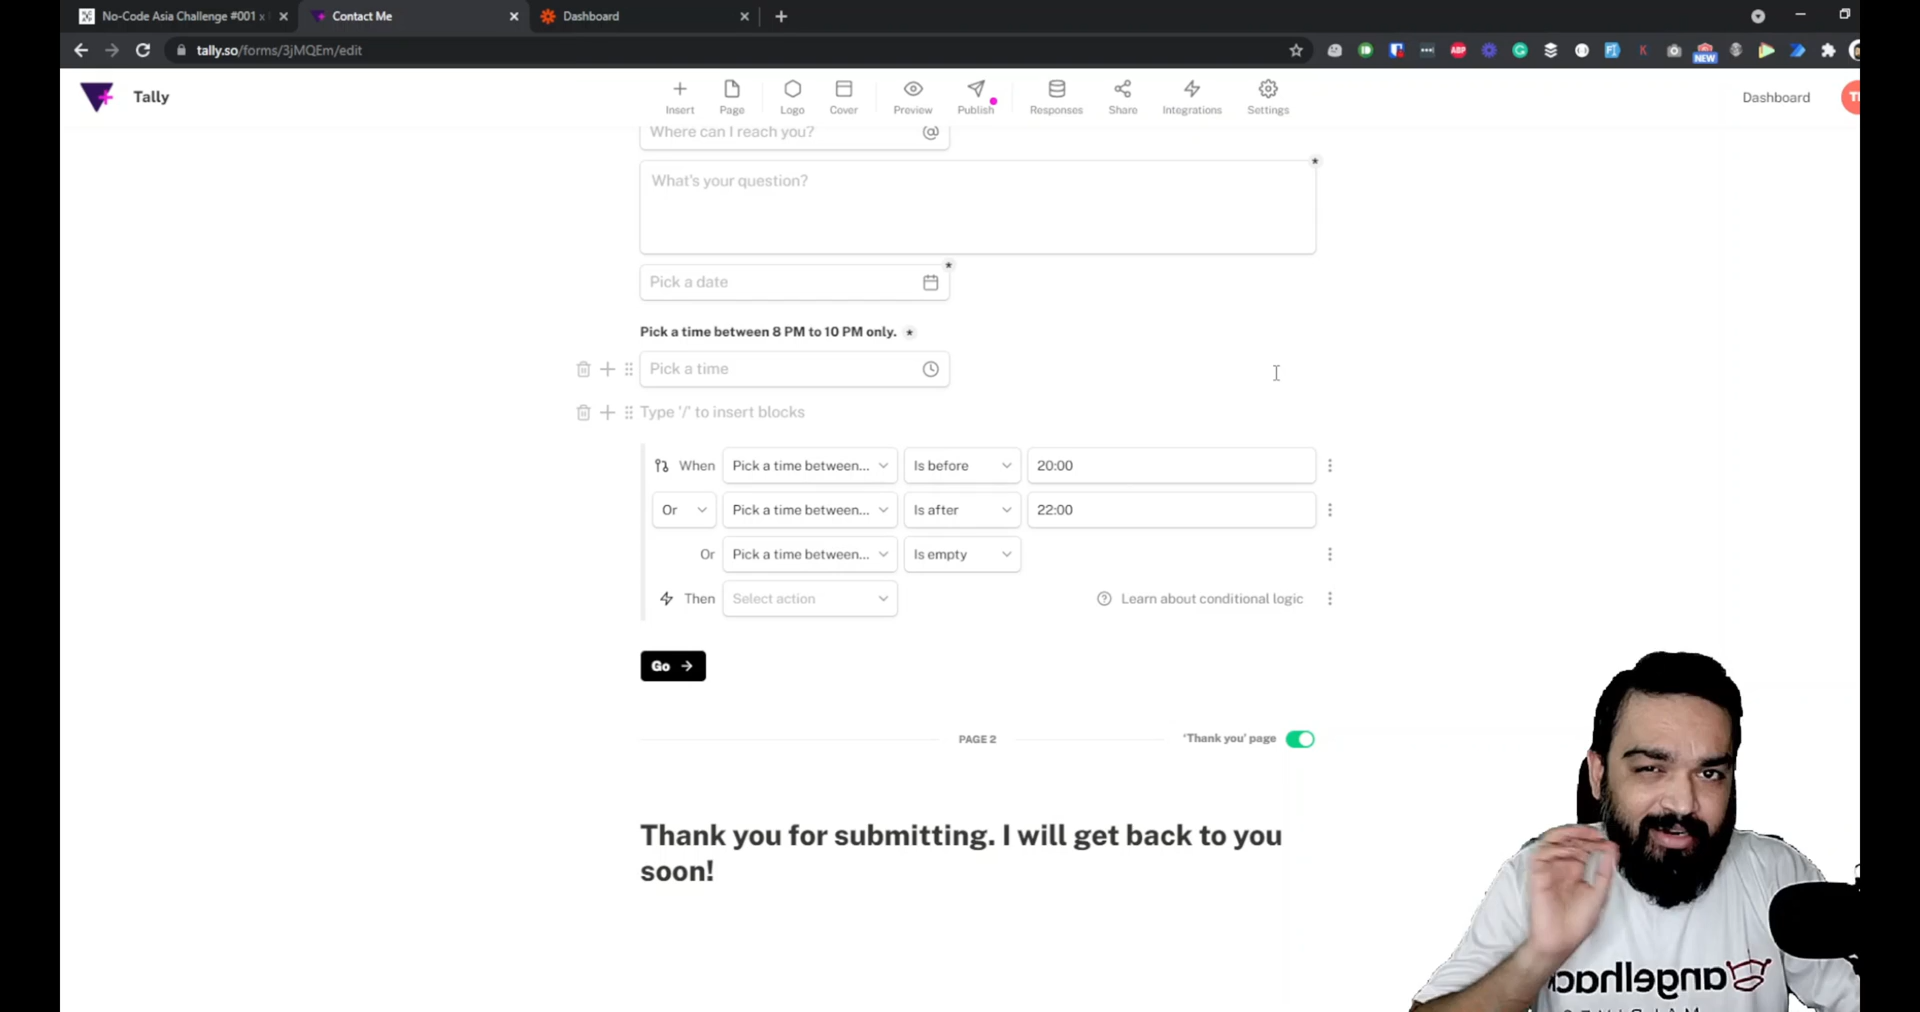 No-Code Asia Challenge #001 x
Contact Me
Dashboard
tally.so/forms/3jMQEm/edit
ABP
NEW
Tally
Insert
Page
Logo
Cover
Preview
Publish
Responses
Share
Integrations
Settings
Dashboard
Where can I reach you?
@
What's your question?
*
Pick a date
*
Pick a time between 8 PM to 10 PM only. *
Pick a time
Type '/' to insert blocks
When Pick a time between... Is before 20:00
Or Pick a time between... Is after 22:00
Or Pick a time between... Is empty
Then Select action Learn about conditional logic
Go →
PAGE 2
'Thank you' page
Thank you for submitting. I will get back to you
soon!
angelhack